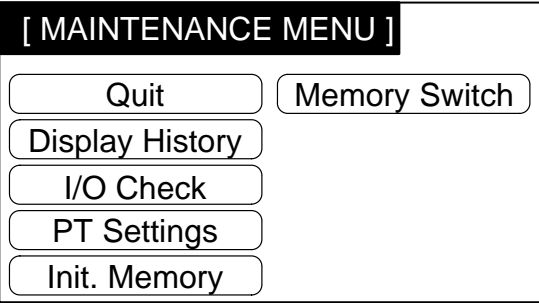 [ MAINTENANCE MENU ]
Quit
Memory Switch
Display History
I/O Check
PT Settings
Init. Memory